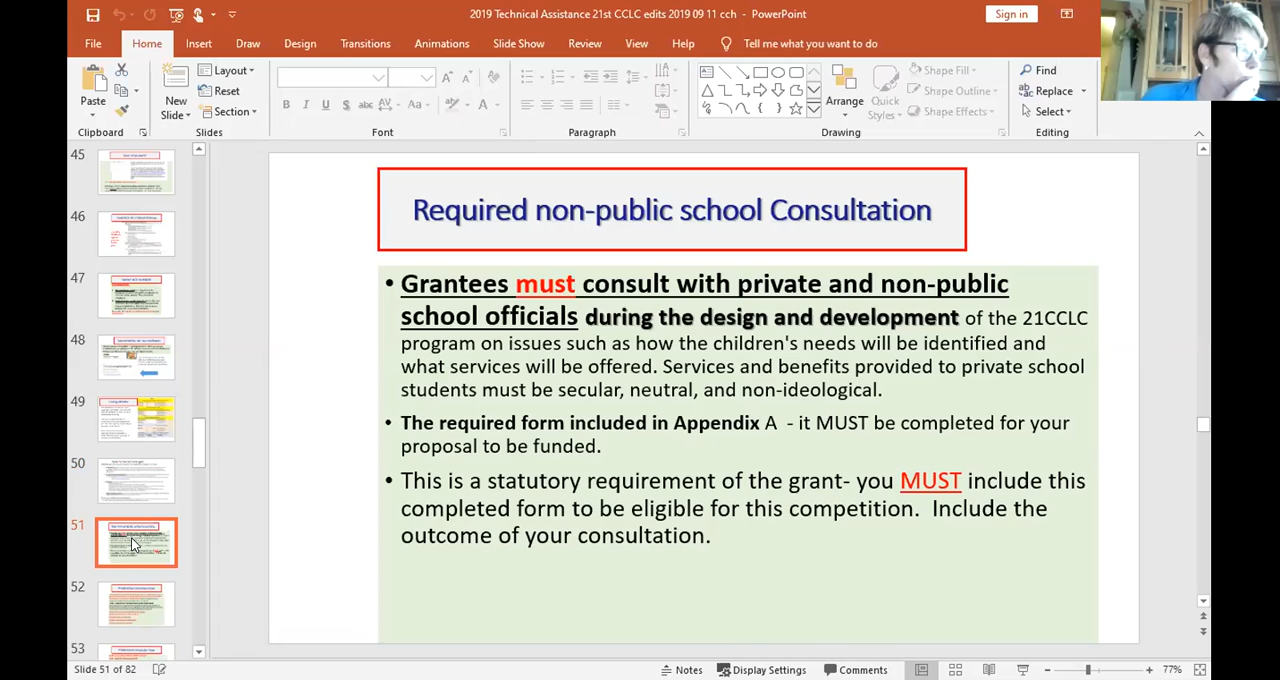 2019 Technical Assistance 21st CCLC edits 2019 09 11 cch - PowerPoint
Sign in
File Home Insert Draw Design Transitions Animations Slide Show Review View Help Tell me what you want to do
Paste
New Slide
Layout
Reset
Section
B I U S abc AV Aa A
Arrange
Quick Styles
Shape Fill
Shape Outline
Shape Effects
Find
Replace
Select
Clipboard Slides Font Paragraph Drawing Editing
45
46
47
48
49
50
51
52
53
Required non-public school Consultation
• Grantees must consult with private and non-public
school officials during the design and development of the 21CCLC
program on issues such as how the children's needs will be identified and
what services will be offered. Services and benefits provided to private school
students must be secular, neutral, and non-ideological.
• The required form included in Appendix A - it MUST be completed for your
proposal to be funded.
• This is a statutory requirement of the grant- you MUST include this
completed form to be eligible for this competition. Include the
outcome of your consultation.
Slide 51 of 82
Notes Display Settings Comments 77%